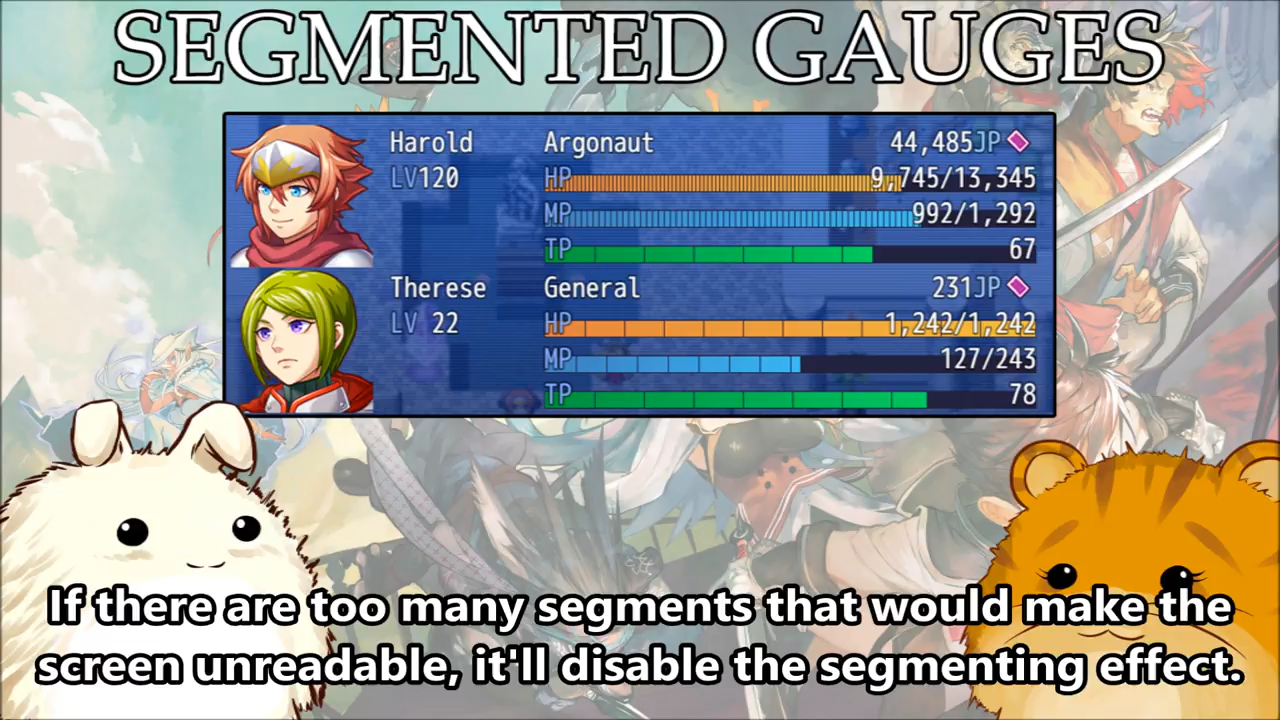 SEGMENTED GAUGES
Harold Argonaut 44,485JP
LV120 HP 9,745/13,345
MP 992/1,292
TP 67
Therese General 231JP
LV 22 HP 1,242/1,242
MP 127/243
TP 78
If there are too many segments that would make the
screen unreadable, it'll disable the segmenting effect.